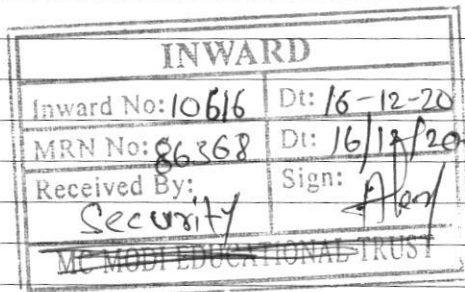 INWARD
Inward No: 10616 Dt: 16-12-20
MRN No: 86368 Dt: 16/12/20
Received By: Sign:
Security
MC MODI EDUCATIONAL TRUST